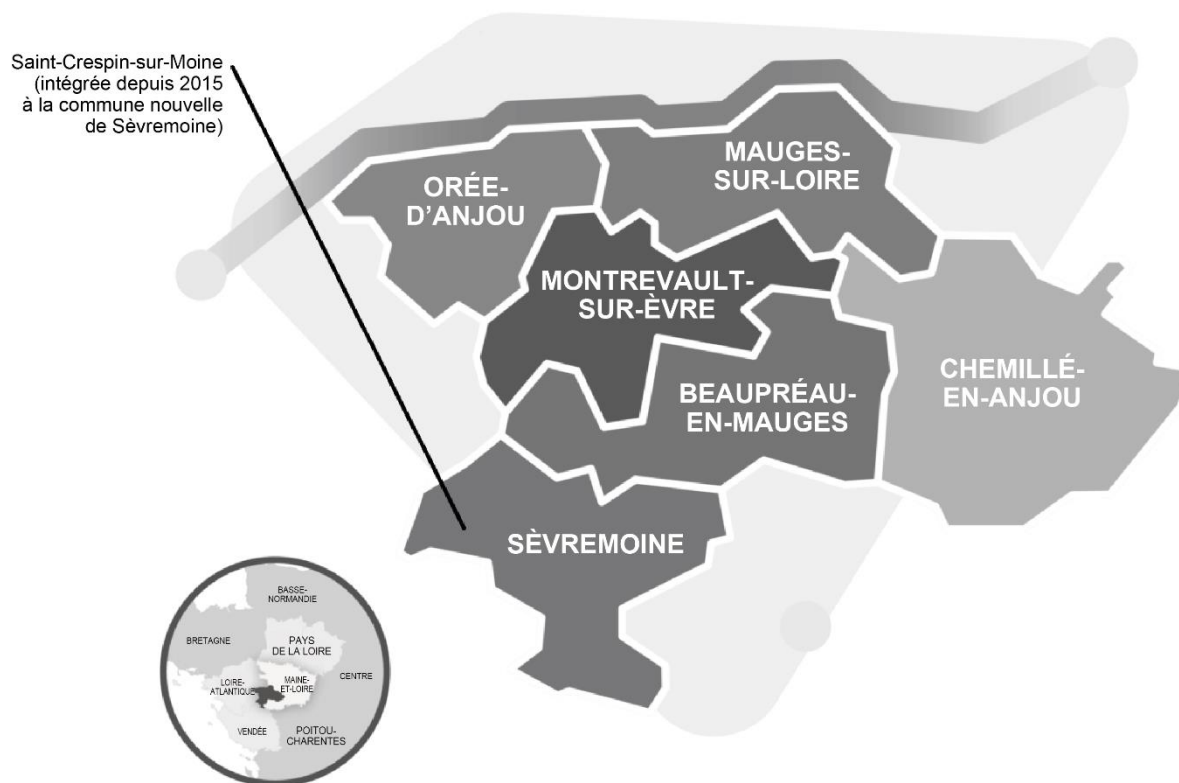 Saint-Crespin-sur-Moine
(intégrée depuis 2015
à la commune nouvelle
de Sèvremoine)
MAUGES-
SUR-LOIRE
ORÉE-
D'ANJOU
MONTREVAULT-
SUR-ÈVRE
CHEMILLÉ-
EN-ANJOU
BEAUPRÉAU-
EN-MAUGES
SÈVREMOINE
BASSE-
NORMANDIE
BRETAGNE
PAYS
DE LA LOIRE
CENTRE
LOIRE-
ATLANTIQUE
MAINE-
ET-LOIRE
VENDÉE
POITOU-
CHARENTES